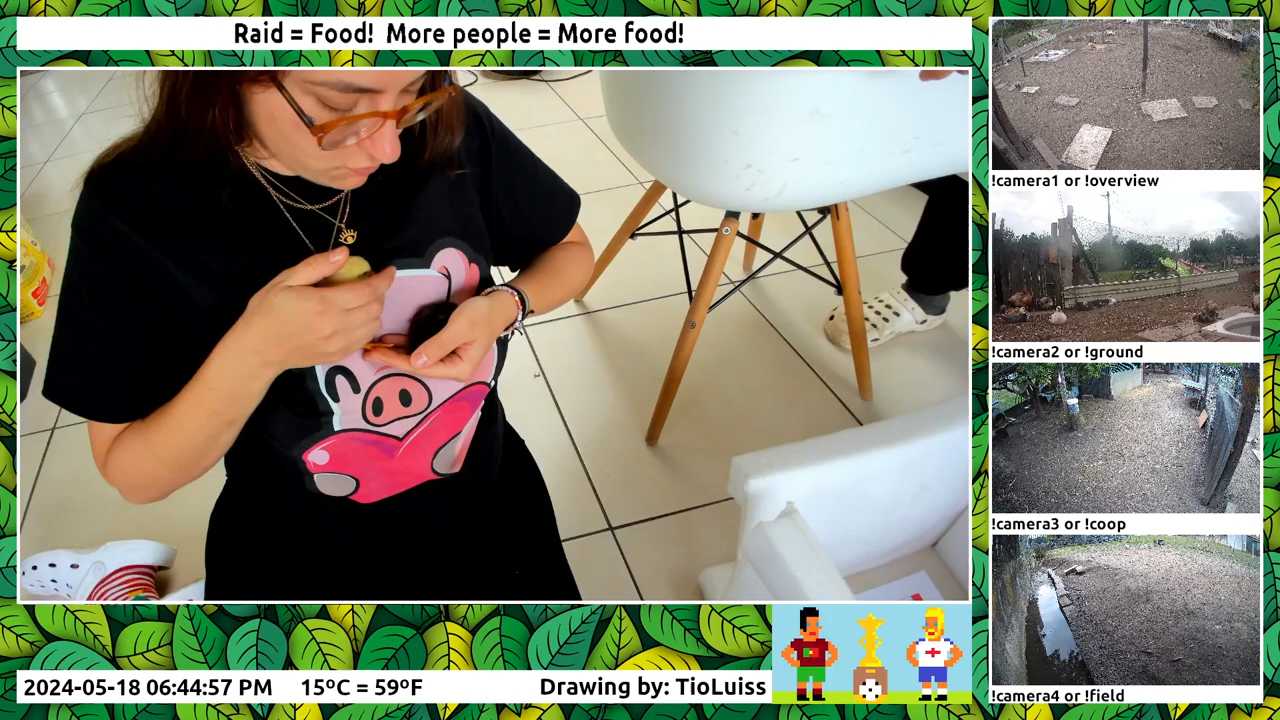 Raid = Food!  More people = More food!
!camera1 or !overview
!camera2 or !ground
!camera3 or !coop
!camera4 or !field
2024-05-18 06:44:57 PM
15ºC = 59ºF
Drawing by: TioLuiss